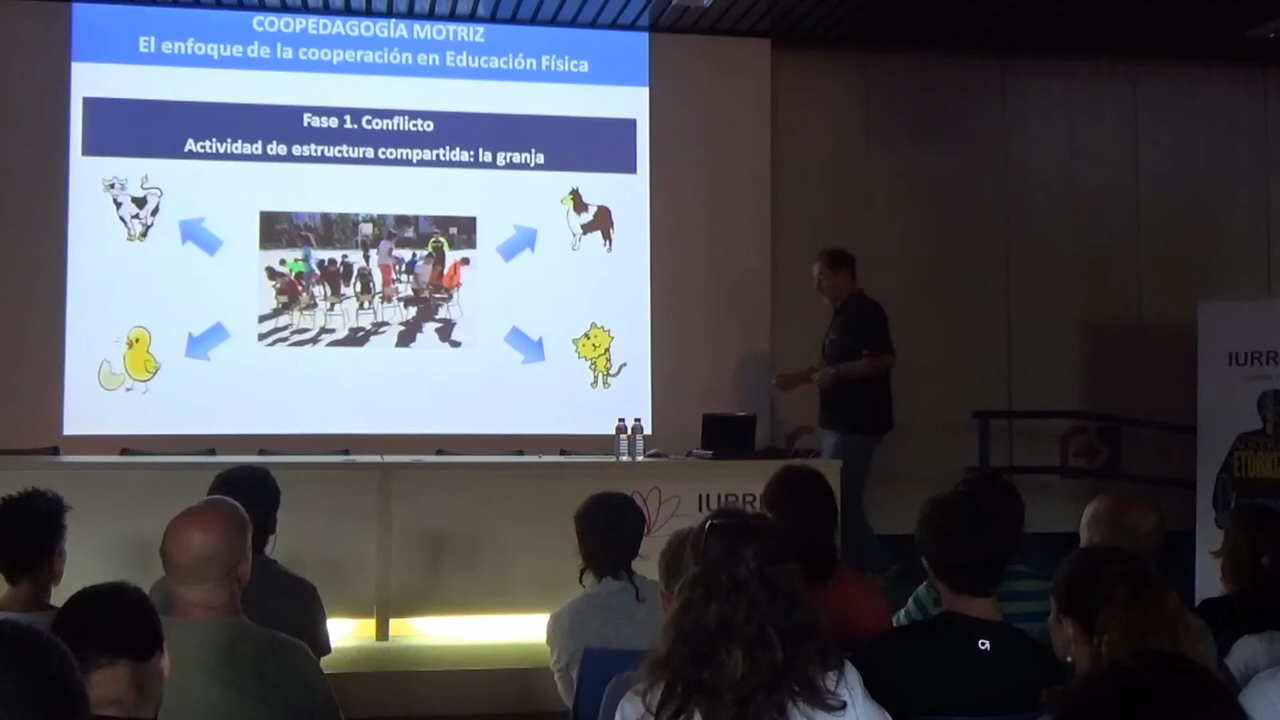 COOPEDAGOGÍA MOTRIZ
El enfoque de la cooperación en Educación Física
Fase 1. Conflicto
Actividad de estructura compartida: la granja
IURR
IURR